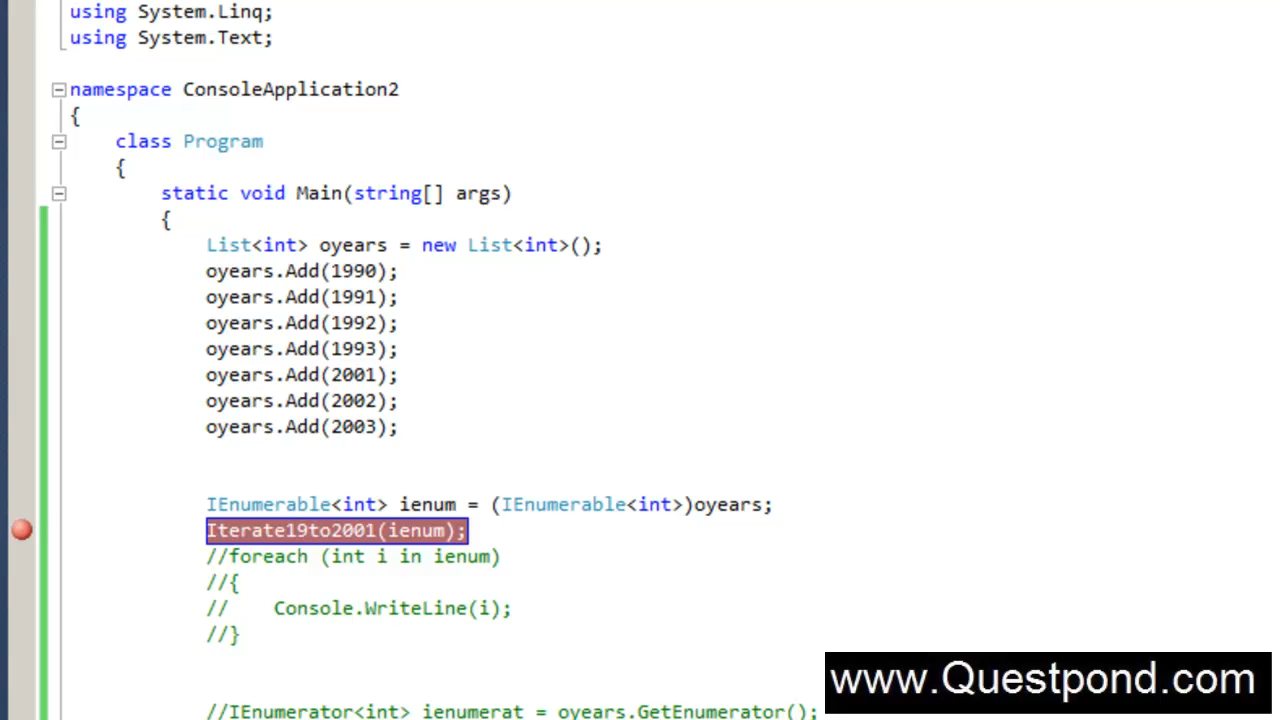 using System.Linq;
using System.Text;
namespace ConsoleApplication2
{
class Program
{
static void Main(string[] args)
{
List<int> oyears = new List<int>();
oyears.Add(1990);
oyears.Add(1991);
oyears.Add(1992);
oyears.Add(1993);
oyears.Add(2001);
oyears.Add(2002);
oyears.Add(2003);
IEnumerable<int> ienum = (IEnumerable<int>)oyears;
Iterate19to2001(ienum);
//foreach (int i in ienum)
//{
//    Console.WriteLine(i);
//}
www.Questpond.com
//IEnumerator<int> ienumerat = oyears.GetEnumerator();